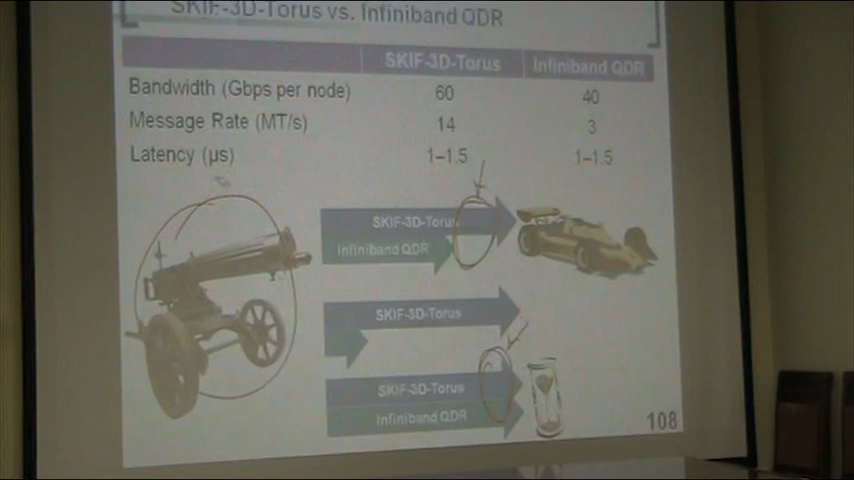 SKIF-3D-Torus vs. Infiniband QDR
SKIF-3D-Torus Infiniband QDR
Bandwidth (Gbps per node) 60 40
Message Rate (MT/s) 14 3
Latency (µs) 1–1.5 1–1.5
SKIF-3D-Torus
Infiniband QDR
SKIF-3D-Torus
SKIF-3D-Torus
Infiniband QDR
108